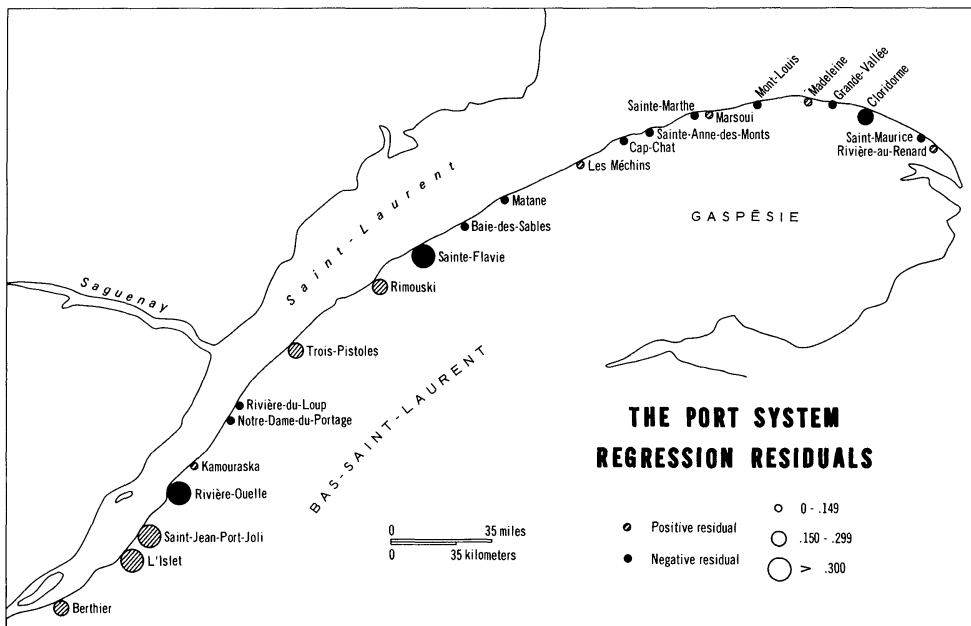 Mont-Louis
Madeleine
Grande-Vallée
Cloridorme
Sainte-Marthe
Marsoui
Sainte-Anne-des-Monts
Cap-Chat
Saint-Maurice
Rivière-au-Renard
Les Méchins
Matane
Baie-des-Sables
GASPÉSIE
Saint-Laurent
Sainte-Flavie
Saguenay
Rimouski
Trois-Pistoles
BAS-SAINT-LAURENT
Rivière-du-Loup
Notre-Dame-du-Portage
Kamouraska
Rivière-Ouelle
Saint-Jean-Port-Joli
L'Islet
Berthier
THE PORT SYSTEM
REGRESSION RESIDUALS
0 35 miles
0 35 kilometers
Positive residual
Negative residual
0 - .149
.150 - .299
> .300